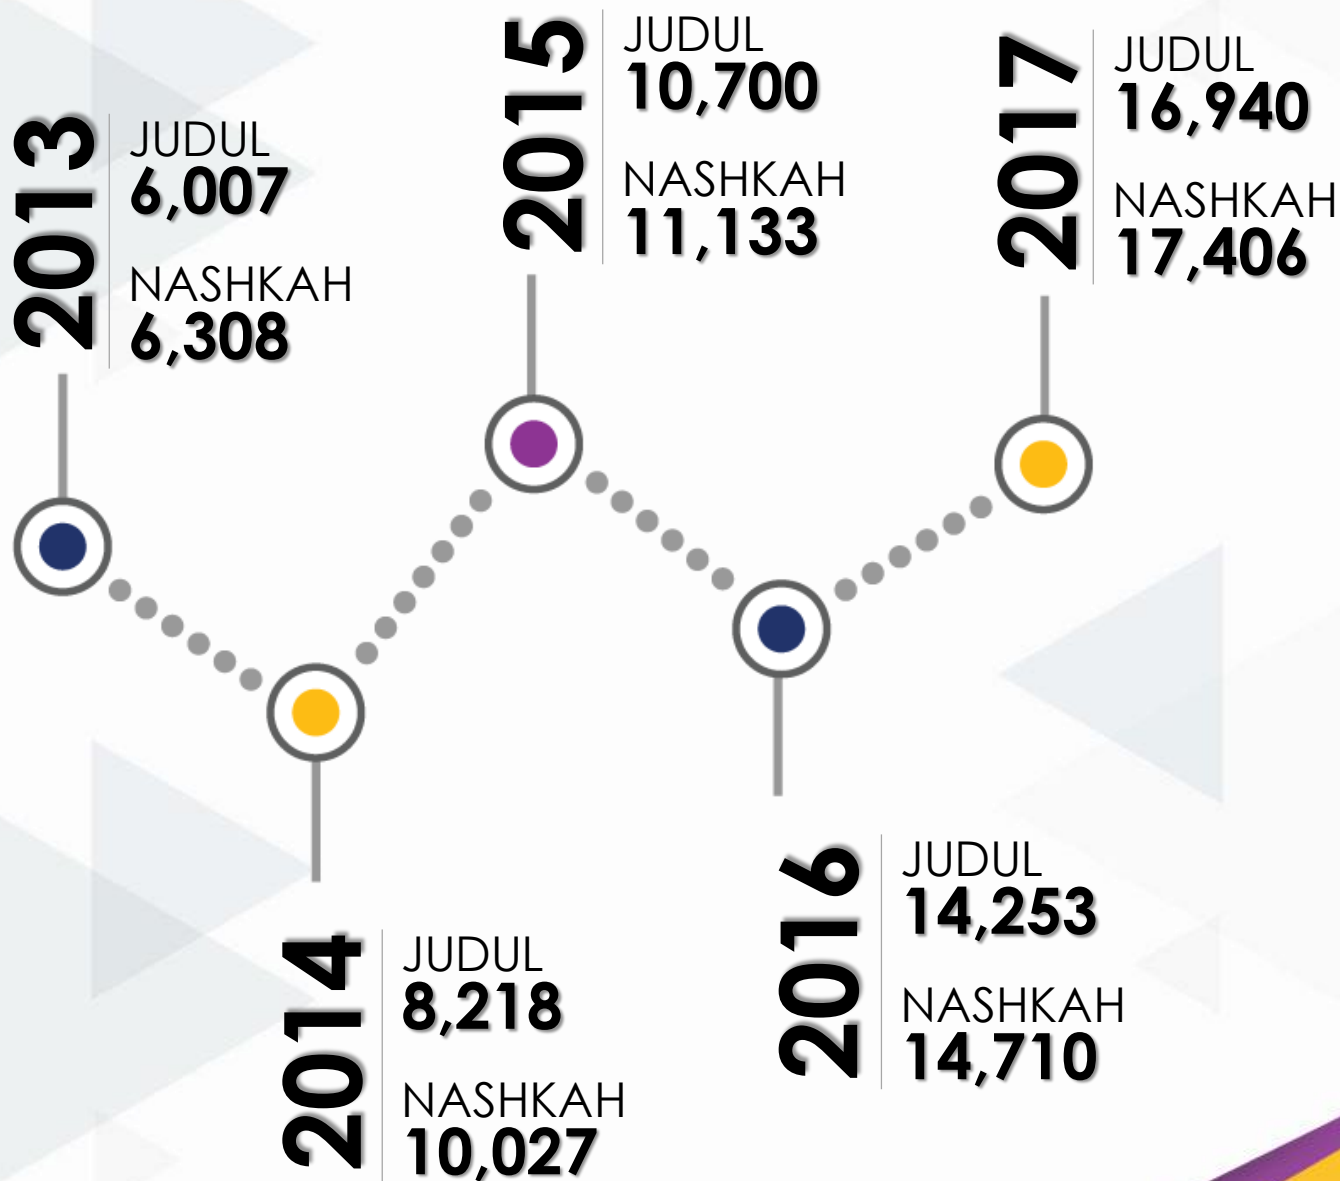 2013
JUDUL
6,007
NASHKAH
6,308
2014
JUDUL
8,218
NASHKAH
10,027
2015
JUDUL
10,700
NASHKAH
11,133
2016
JUDUL
14,253
NASHKAH
14,710
2017
JUDUL
16,940
NASHKAH
17,406